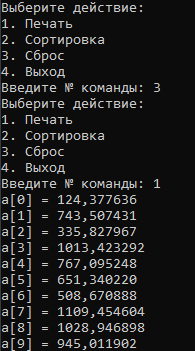 Выберите действие:
1. Печать
2. Сортировка
3. Сброс
4. Выход
Введите № команды: 3
Выберите действие:
1. Печать
2. Сортировка
3. Сброс
4. Выход
Введите № команды: 1
a[0] = 124,377636
a[1] = 743,507431
a[2] = 335,827967
a[3] = 1013,423292
a[4] = 767,095248
a[5] = 651,340220
a[6] = 508,670888
a[7] = 1109,454604
a[8] = 1028,946898
a[9] = 945,011902